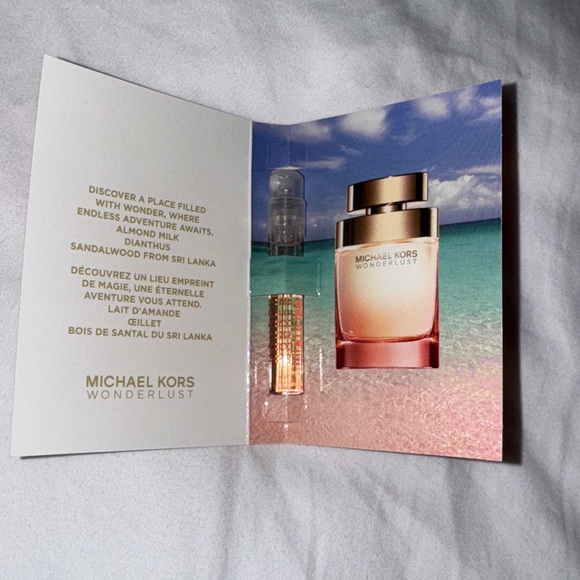 DISCOVER A PLACE FILLED
WITH WONDER, WHERE
ENDLESS ADVENTURE AWAITS.
ALMOND MILK
DIANTHUS
SANDALWOOD FROM SRI LANKA
DÉCOUVREZ UN LIEU EMPREINT
DE MAGIE, UNE ÉTERNELLE
AVENTURE VOUS ATTEND.
LAIT D'AMANDE
ŒILLET
BOIS DE SANTAL DU SRI LANKA
MICHAEL KORS
WONDERLUST
MICHAEL KORS
WONDERLUST